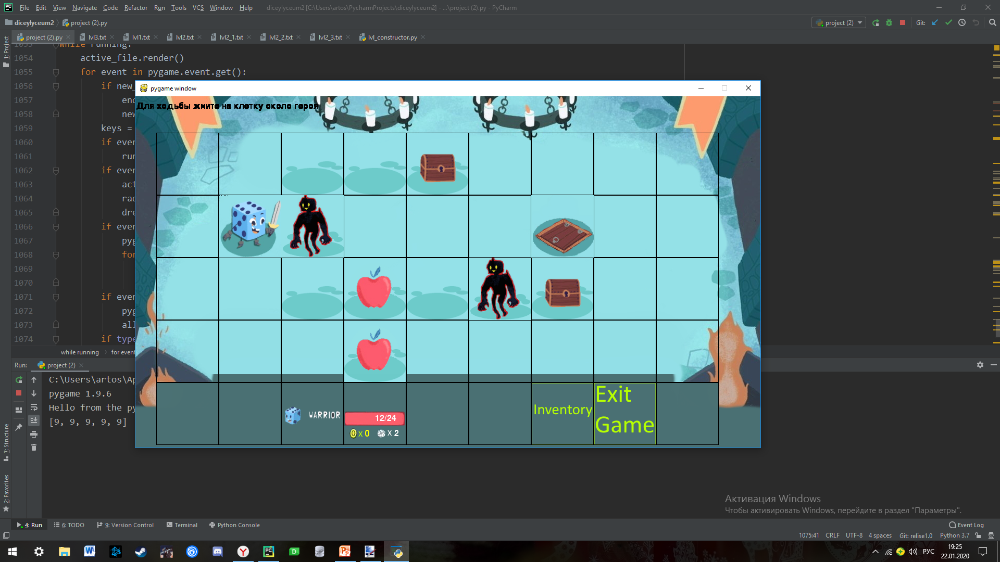 File Edit View Navigate Code Refactor Run Tools VCS Window Help diceylyceum2 [C:\Users\artos\PycharmProjects\diceylyceum2] - ...\project (2).py - PyCharm
diceylyceum2 project (2).py project (2) Git:
project (2).py lvl3.txt lvl1.txt lvl2.txt lvl2_1.txt lvl2_2.txt lvl2_3.txt lvl_constructor.py
1: Project
1053 while running:
1054 active_file.render()
1055 for event in pygame.event.get():
1056 if new_
1057 end
1058 new
1059 keys =
1060 if even
1061 run
1062 if even
1063 act
1064 rad
1065 dre
1066 if even
1067 pyg
1068 for
1069
1070
1071 if even
1072 pyg
1073 all
1074 if type
while running for event
pygame window
Для ходьбы жмите на клетку около героя
WARRIOR
12/24
x 0 x 2
Inventory
Exit
Game
Run: project (2)
C:\Users\artos\Ap
pygame 1.9.6
Hello from the py
[9, 9, 9, 9, 9]
7: Structure
2: Favorites
Активация Windows
Чтобы активировать Windows, перейдите в раздел "Параметры".
4: Run 6: TODO 9: Version Control Terminal Python Console Event Log
1075:41 CRLF UTF-8 4 spaces Git: relise1.0 Python 3.7
РУС
19:25
22.01.2020